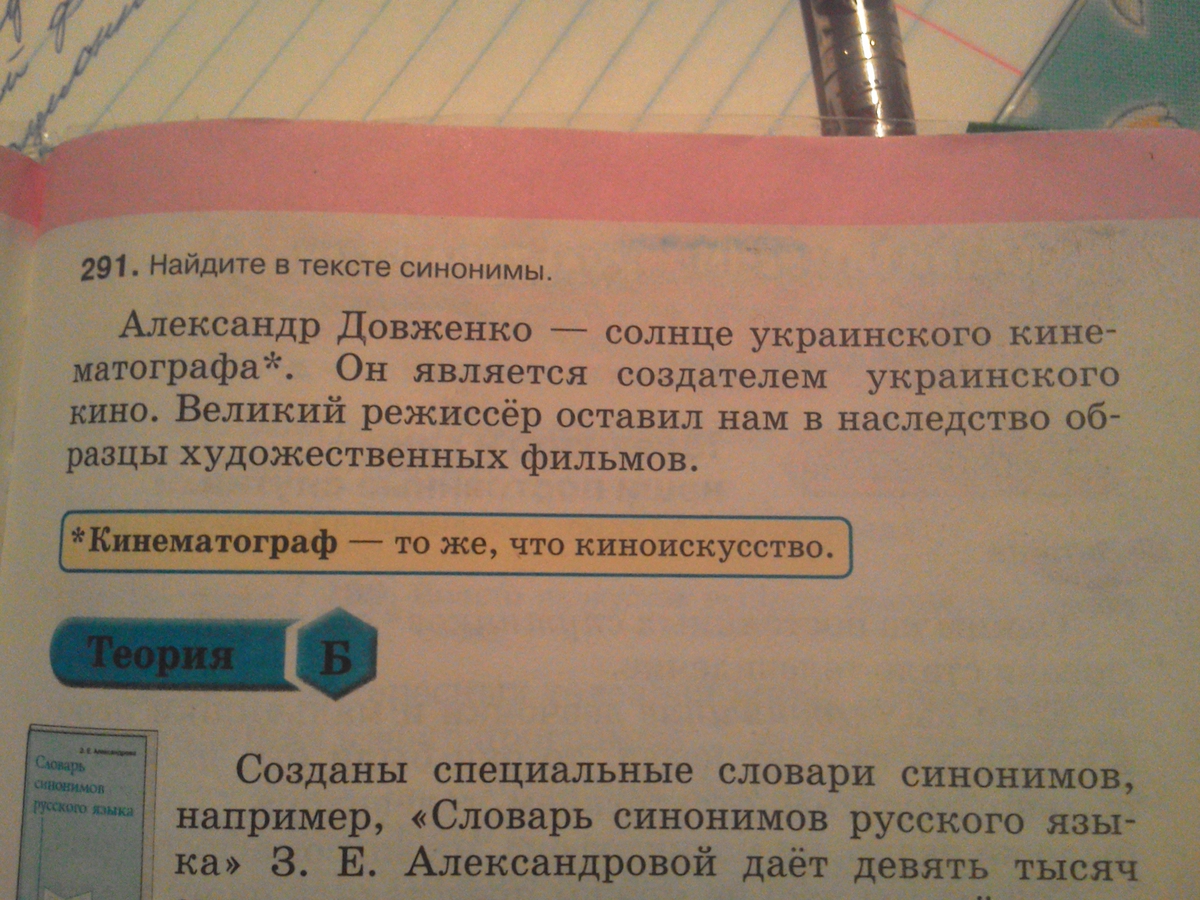 291. Найдите в тексте синонимы.
Александр Довженко — солнце украинского кине-
матографа*. Он является создателем украинского
кино. Великий режиссёр оставил нам в наследство об-
разцы художественных фильмов.
*Кинематограф — то же, что киноискусство.
Теория Б
З. Е. Александрова
Словарь
синонимов
русского языка
Созданы специальные словари синонимов,
например, «Словарь синонимов русского язы-
ка» З. Е. Александровой даёт девять тысяч